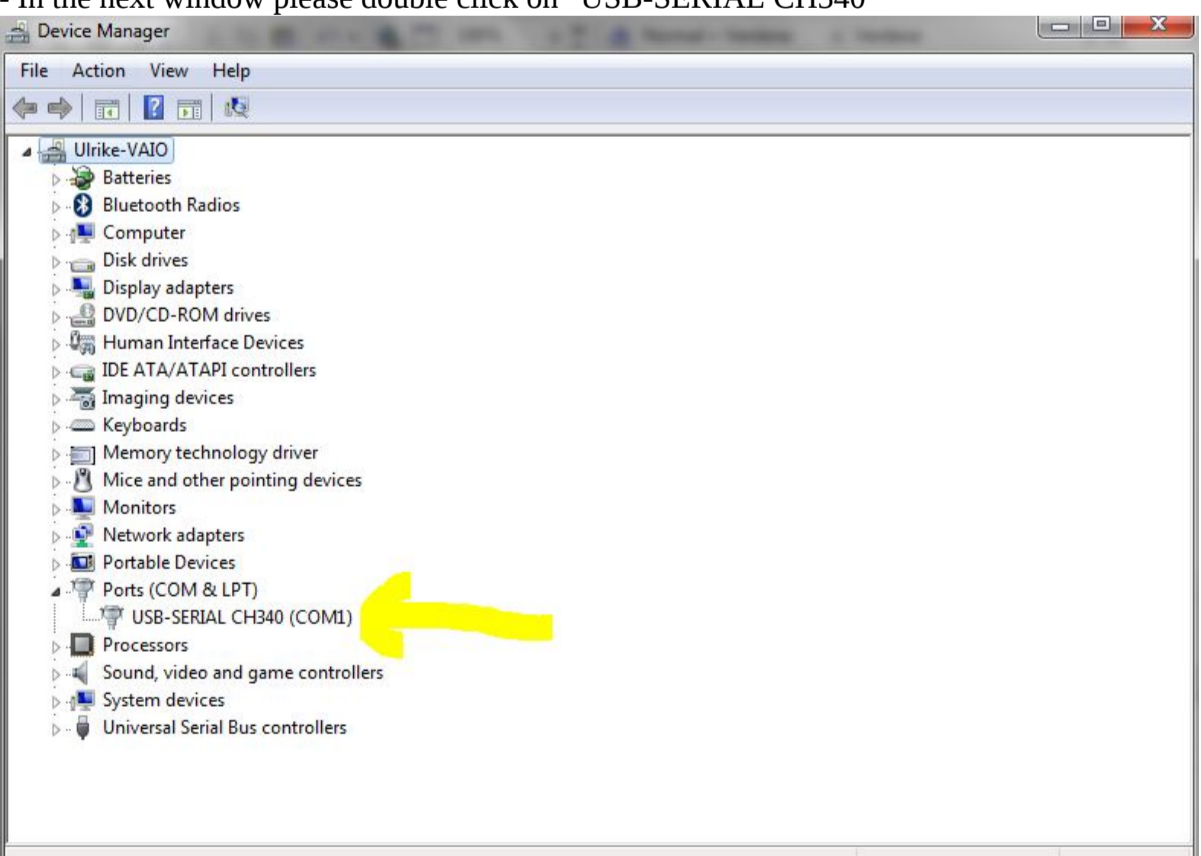 - In the next window please double click on "USB-SERIAL CH340"
Device Manager
File Action View Help
Ulrike-VAIO
Batteries
Bluetooth Radios
Computer
Disk drives
Display adapters
DVD/CD-ROM drives
Human Interface Devices
IDE ATA/ATAPI controllers
Imaging devices
Keyboards
Memory technology driver
Mice and other pointing devices
Monitors
Network adapters
Portable Devices
Ports (COM & LPT)
USB-SERIAL CH340 (COM1)
Processors
Sound, video and game controllers
System devices
Universal Serial Bus controllers